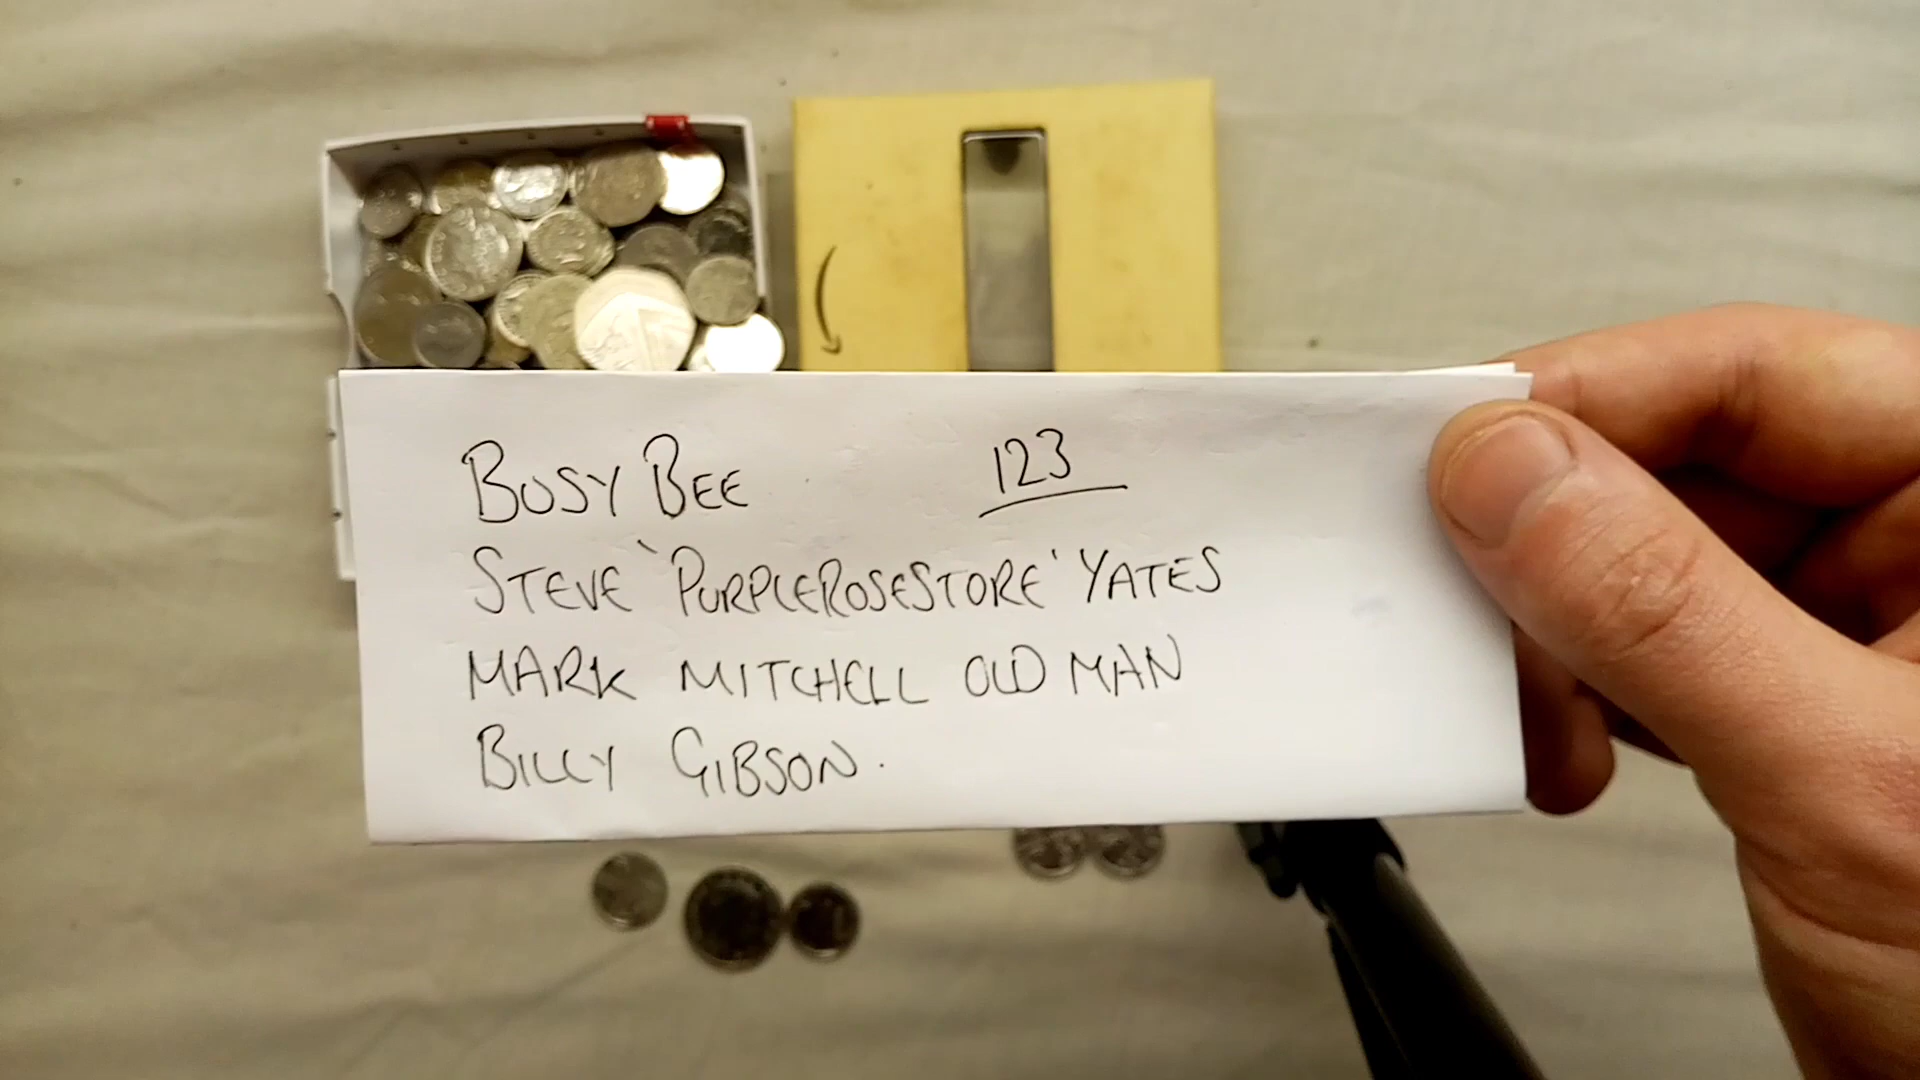 BUSY BEE 123
STEVE 'PURPLEROSESTORE' YATES
MARK MITCHELL OLD MAN
BILLY GIBSON.